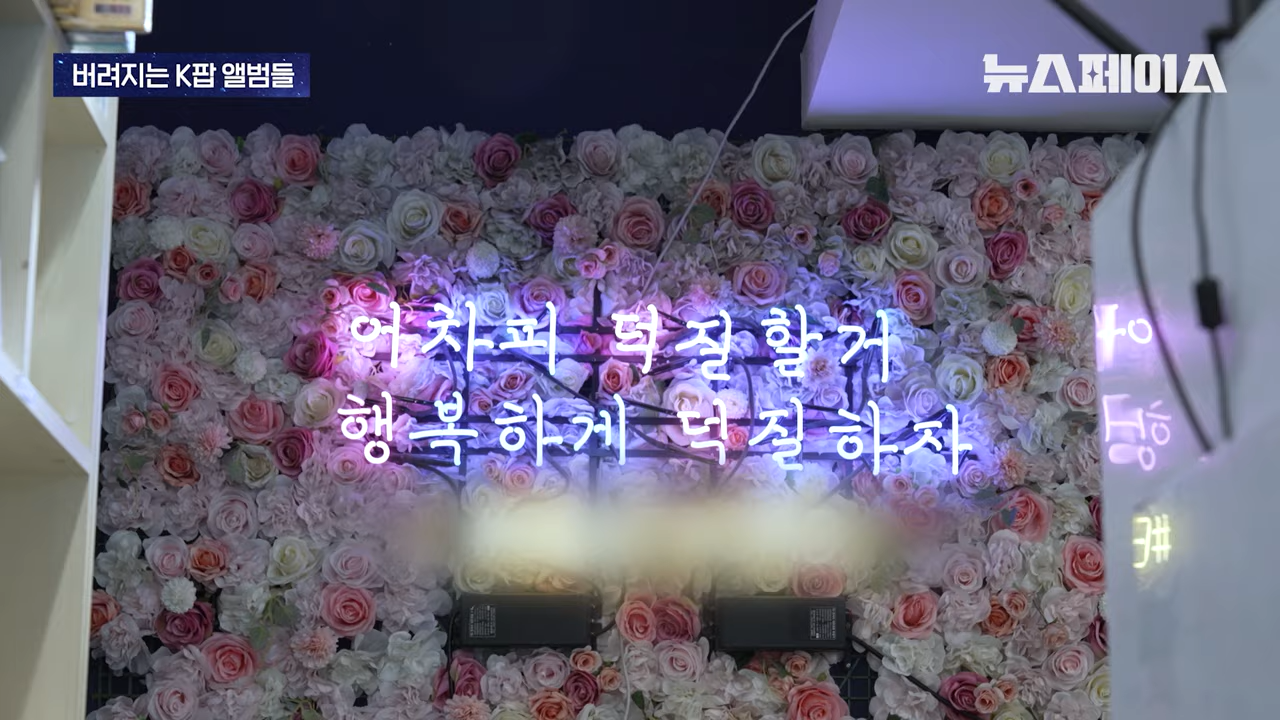 버려지는 K팝 앨범들
뉴스페이스
어차피 덕질할거
행복하게 덕질하자